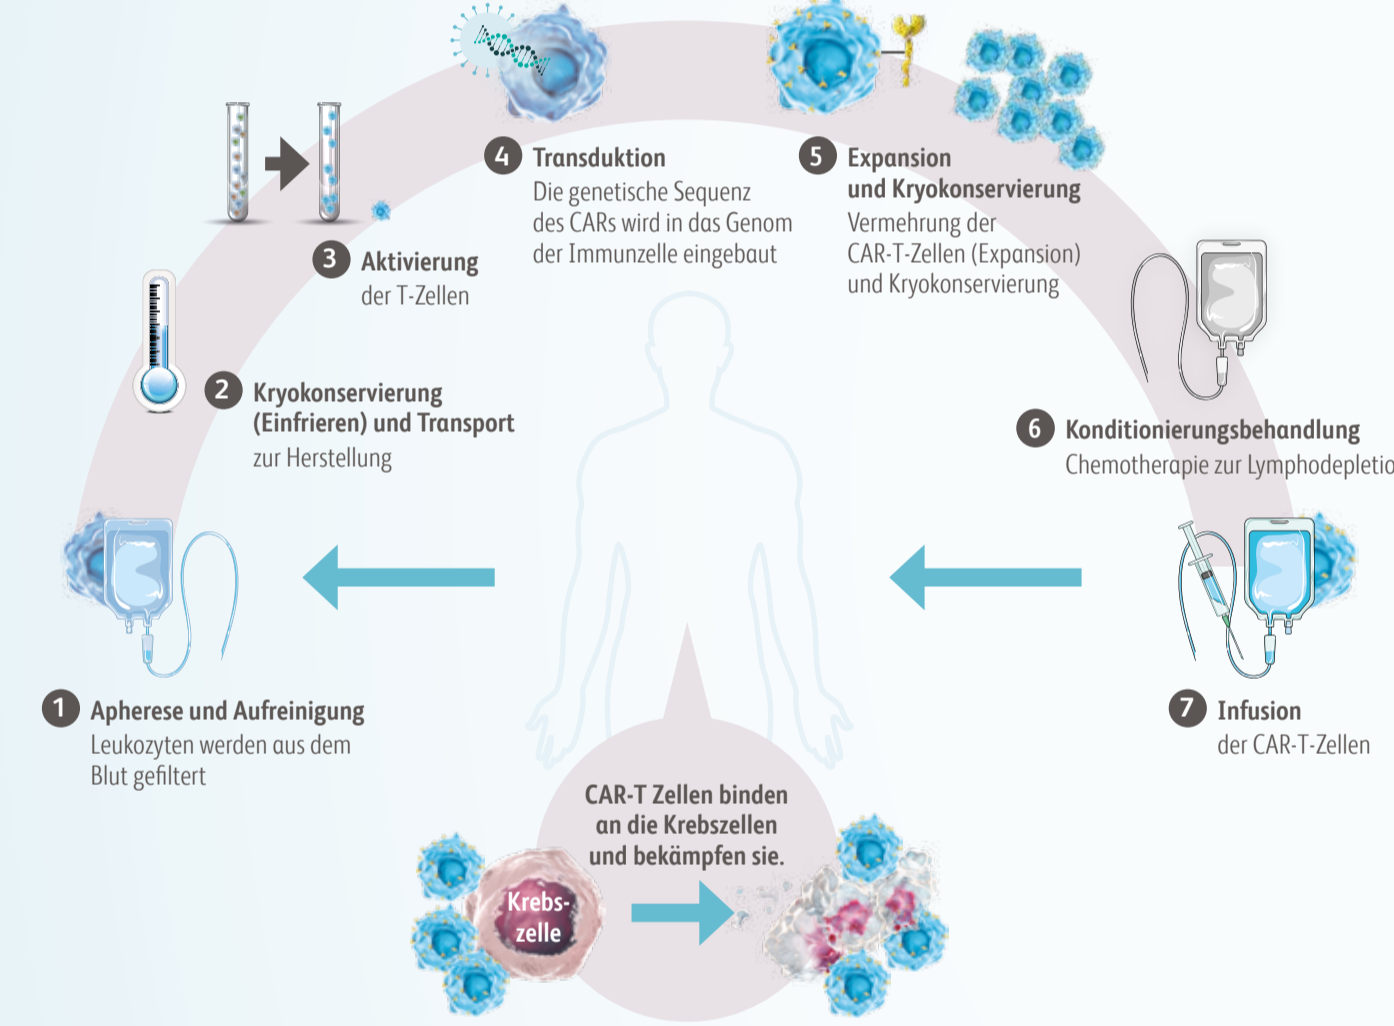 1 Apherese und Aufreinigung
Leukozyten werden aus dem
Blut gefiltert
2 Kryokonservierung
(Einfrieren) und Transport
zur Herstellung
3 Aktivierung
der T-Zellen
4 Transduktion
Die genetische Sequenz
des CARs wird in das Genom
der Immunzelle eingebaut
5 Expansion
und Kryokonservierung
Vermehrung der
CAR-T-Zellen (Expansion)
und Kryokonservierung
6 Konditionierungsbehandlung
Chemotherapie zur Lymphodepletio
7 Infusion
der CAR-T-Zellen
CAR-T Zellen binden
an die Krebszellen
und bekämpfen sie.
Krebs-
zelle